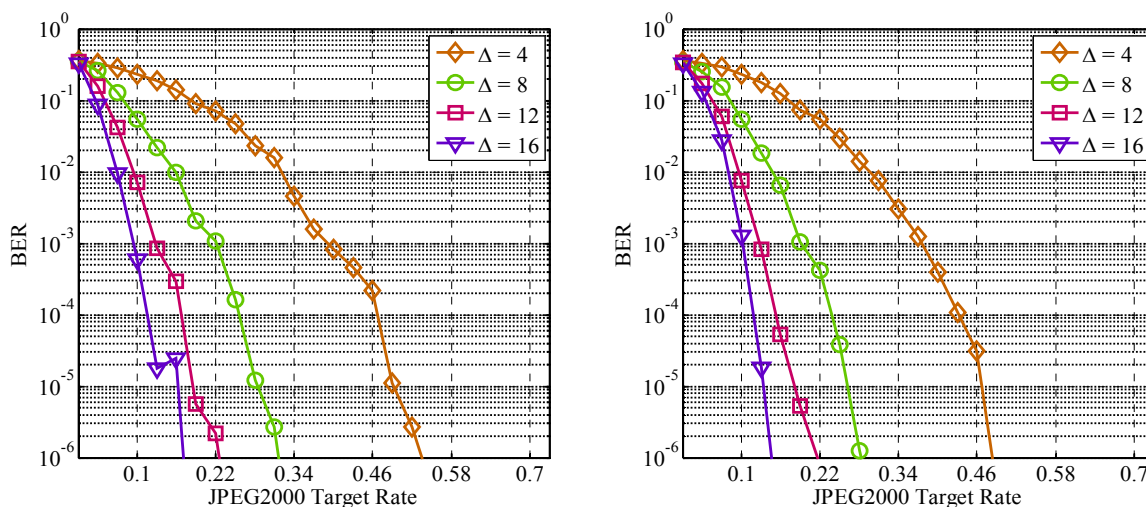 10^0
10^-1
10^-2
10^-3
10^-4
10^-5
10^-6
BER
0.1 0.22 0.34 0.46 0.58 0.7
JPEG2000 Target Rate
Δ = 4
Δ = 8
Δ = 12
Δ = 16
10^0
10^-1
10^-2
10^-3
10^-4
10^-5
10^-6
BER
0.1 0.22 0.34 0.46 0.58 0.7
JPEG2000 Target Rate
Δ = 4
Δ = 8
Δ = 12
Δ = 16